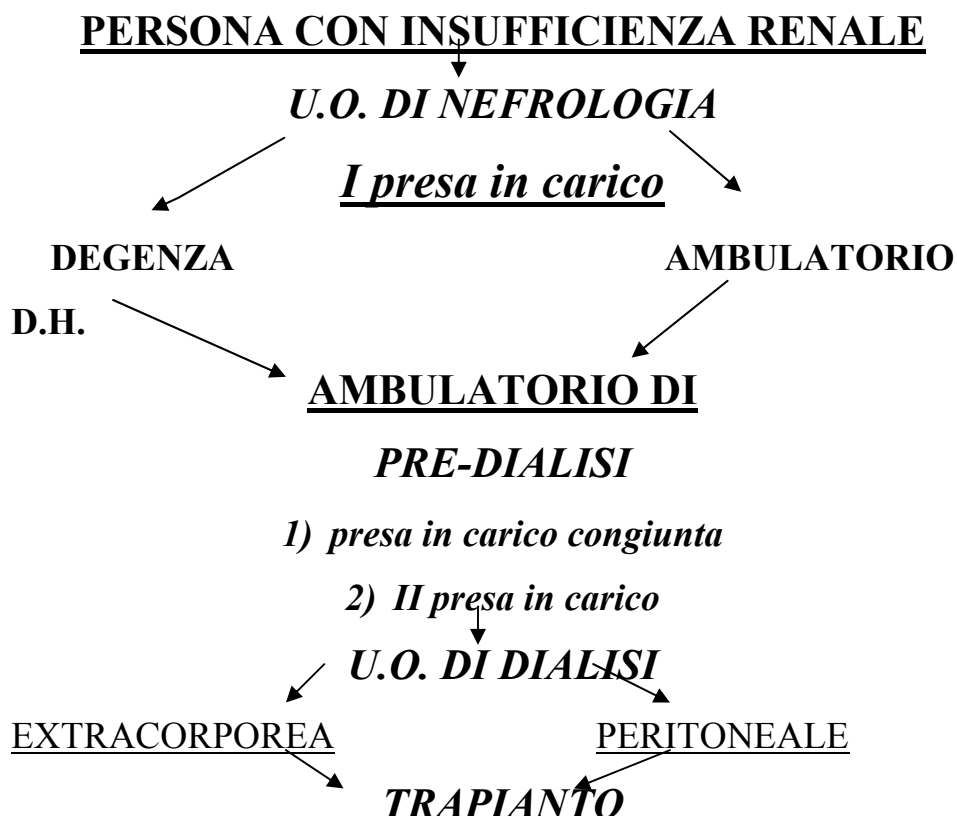 PERSONA CON INSUFFICIENZA RENALE
U.O. DI NEFROLOGIA
I presa in carico
DEGENZA AMBULATORIO
D.H.
AMBULATORIO DI
PRE-DIALISI
1) presa in carico congiunta
2) II presa in carico
U.O. DI DIALISI
EXTRACORPOREA PERITONEALE
TRAPIANTO